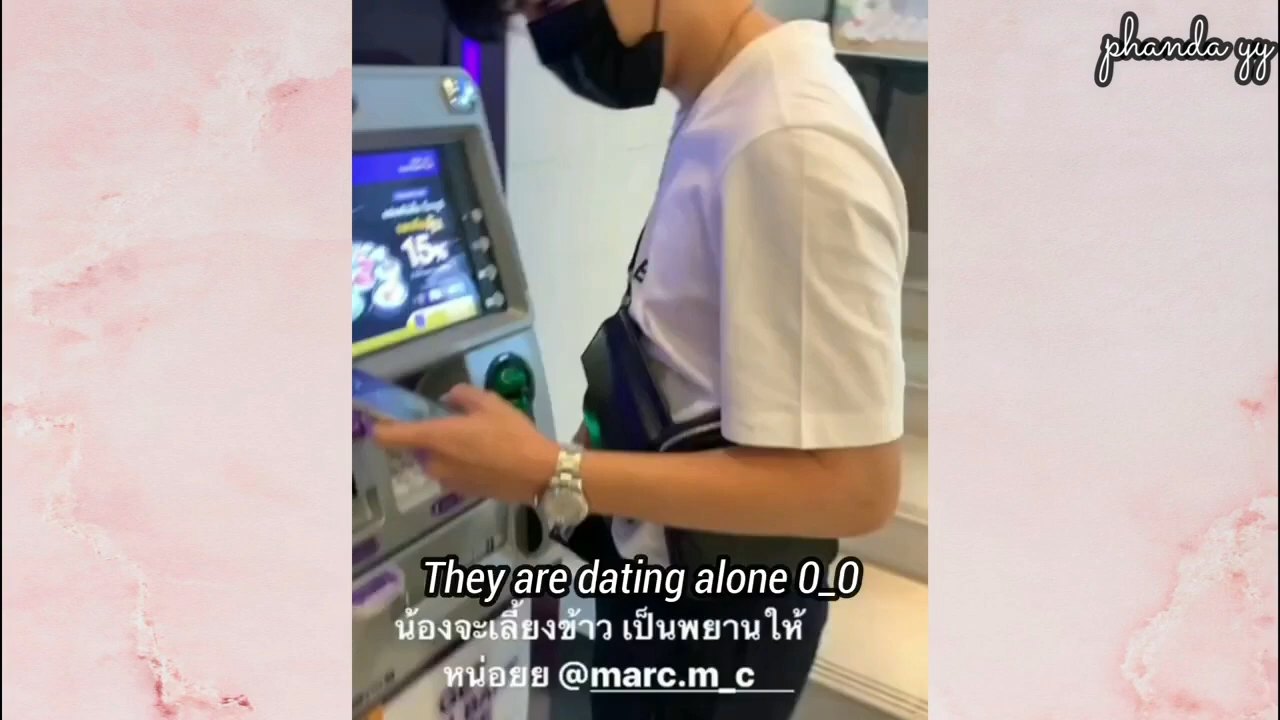 phanda yy
15%
They are dating alone 0_0
น้องจะเลี้ยงข้าว เป็นพยานให้
หน่อยย @marc.m_c